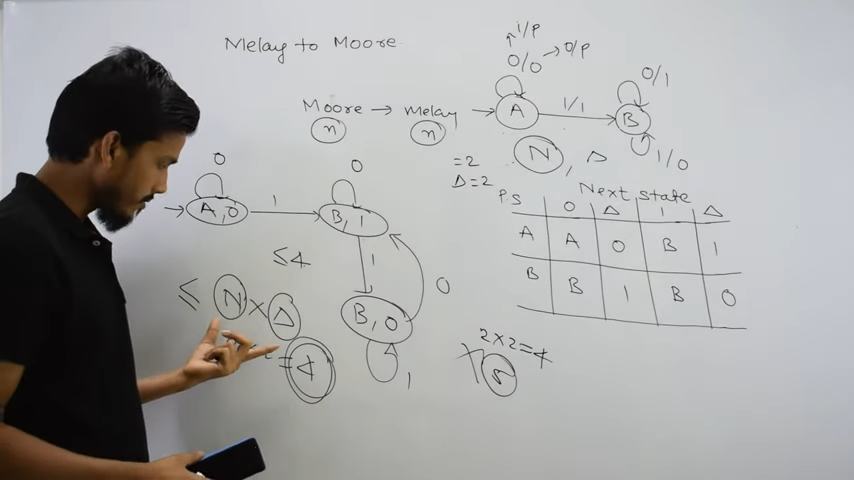 Melay to Moore
1/P
0/0 → 0/P
0/1
Moore → Melay → A 1/1 B
n n
N, Δ 1/0
=2
Δ=2
P.S Next state
0 Δ 1 Δ
A A 0 B 1
B B 1 B 0
0 0
→ A,0 1 B,1
≤4 1
0
≤ N × Δ
B,0
= 4
1
2×2=4